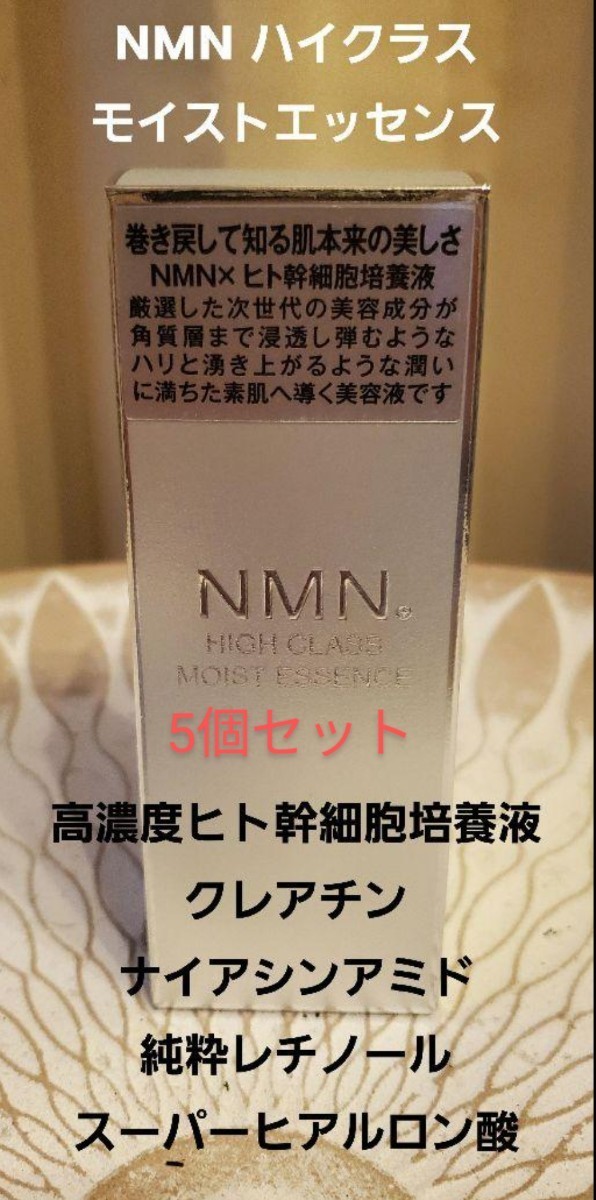 NMN ハイクラス
モイストエッセンス
巻き戻して知る肌本来の美しさ
NMN×ヒト幹細胞培養液
厳選した次世代の美容成分が
角質層まで浸透し弾むような
ハリと湧き上がるような潤い
に満ちた素肌へ導く美容液です
NMN
HIGH CLASS
MOIST ESSENCE
5個セット
高濃度ヒト幹細胞培養液
クレアチン
ナイアシンアミド
純粋レチノール
スーパーヒアルロン酸